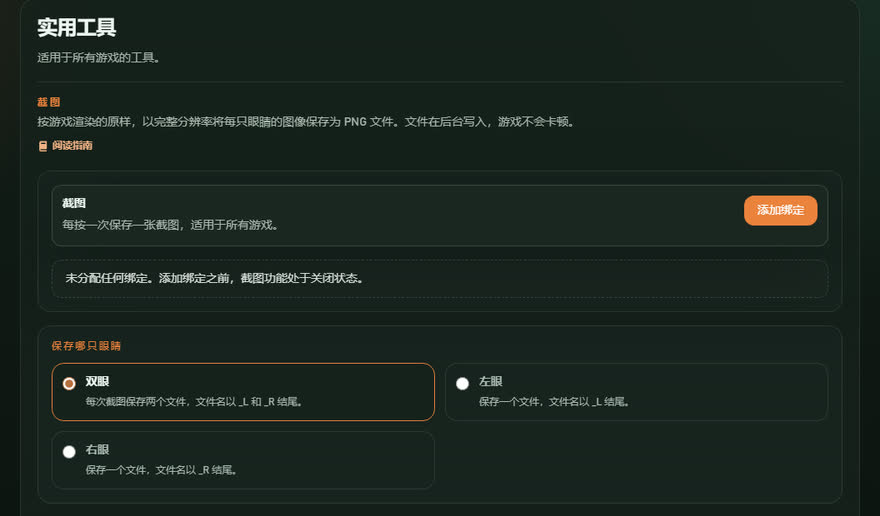 实用工具
适用于所有游戏的工具。
截图
按游戏渲染的原样，以完整分辨率将每只眼睛的图像保存为 PNG 文件。文件在后台写入，游戏不会卡顿。
阅读指南
截图
每按一次保存一张截图，适用于所有游戏。
添加绑定
未分配任何绑定。添加绑定之前，截图功能处于关闭状态。
保存哪只眼睛
双眼
每次截图保存两个文件，文件名以 _L 和 _R 结尾。
左眼
保存一个文件，文件名以 _L 结尾。
右眼
保存一个文件，文件名以 _R 结尾。